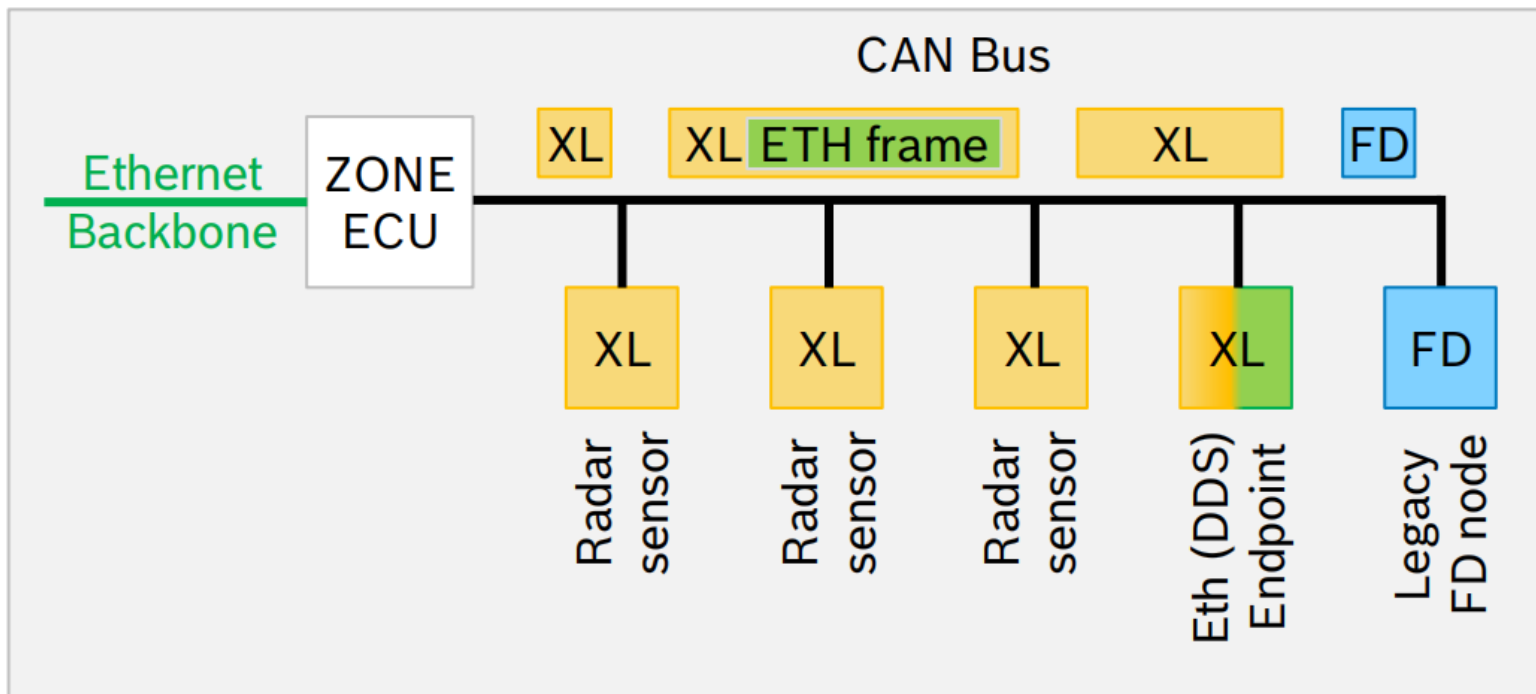 CAN Bus
XL
XL ETH frame
XL
FD
Ethernet
Backbone
ZONE
ECU
XL
XL
XL
XL
FD
Radar
sensor
Radar
sensor
Radar
sensor
Eth (DDS)
Endpoint
Legacy
FD node